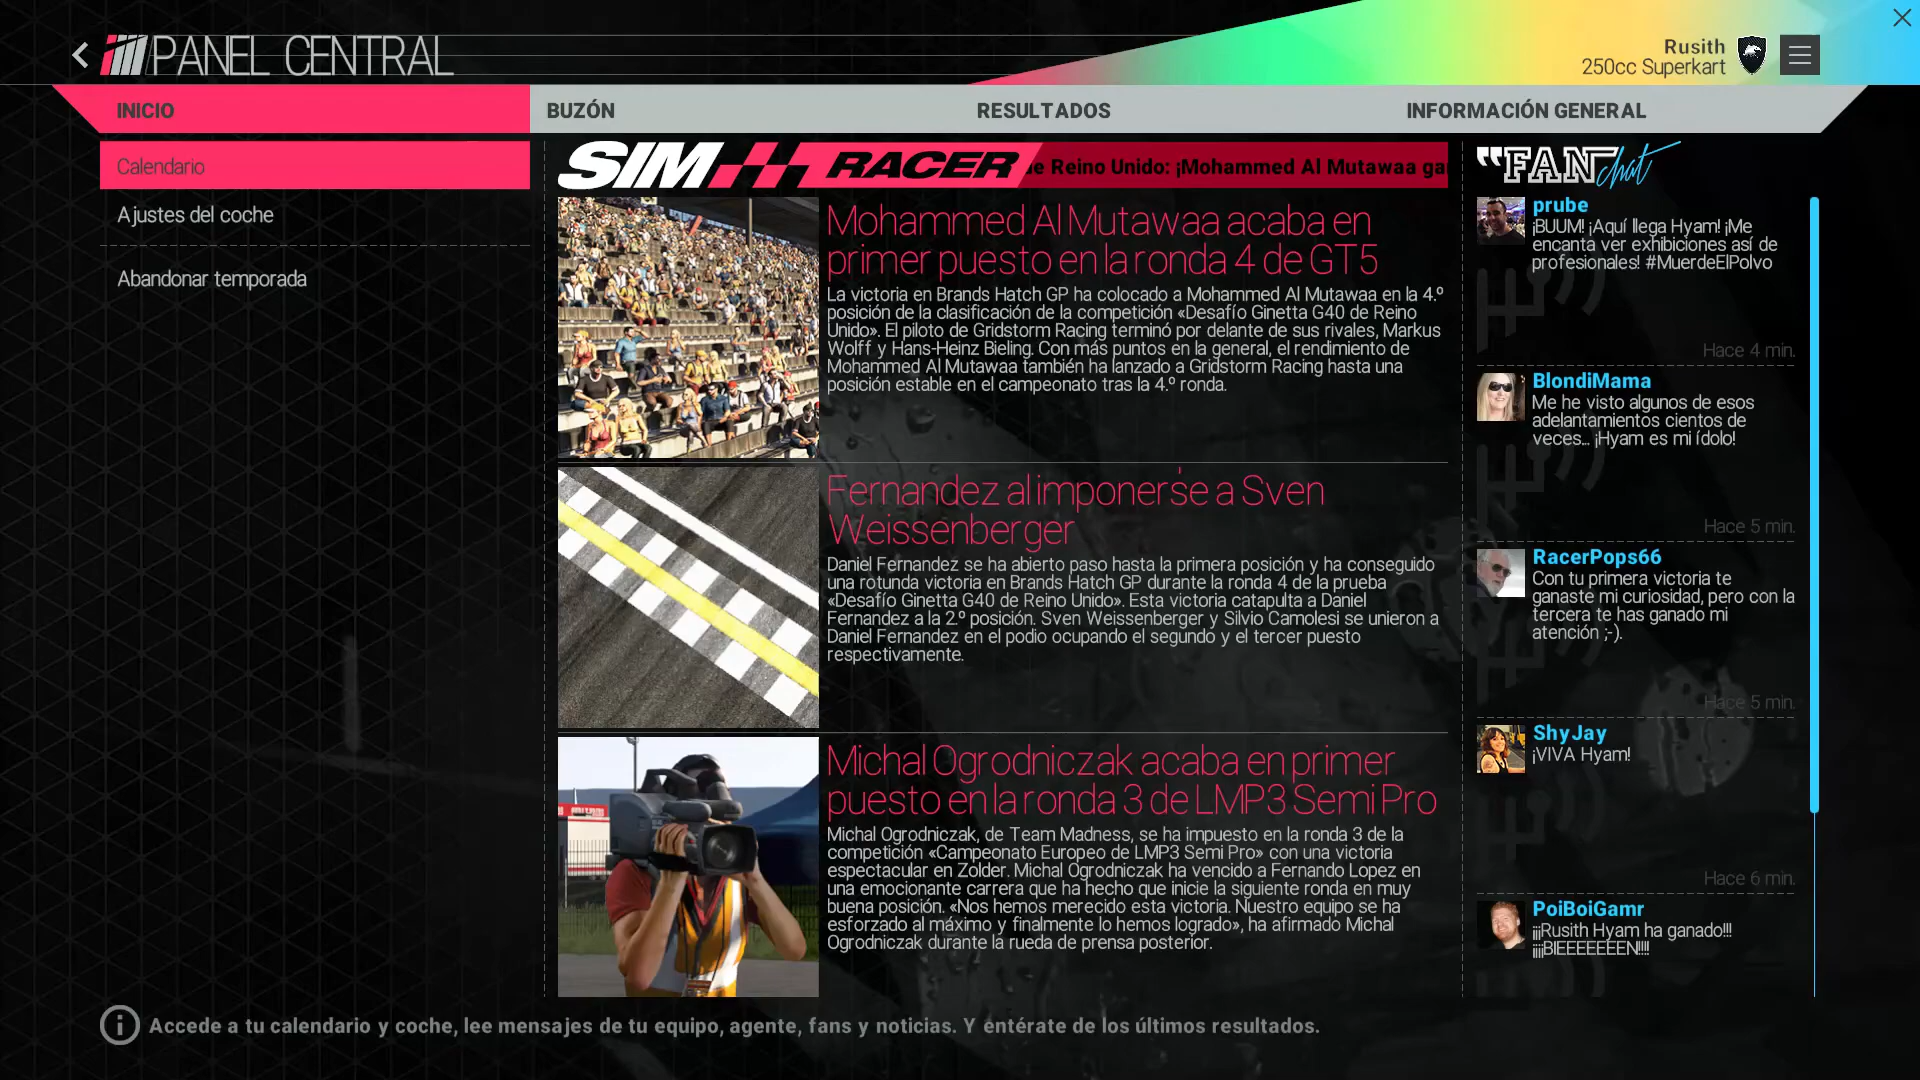 PANEL CENTRAL
Rusith
250cc Superkart
INICIO
BUZÓN
RESULTADOS
INFORMACIÓN GENERAL
Calendario
Ajustes del coche
Abandonar temporada
SIM RACER
Reino Unido: ¡Mohammed Al Mutawaa
Mohammed Al Mutawaa acaba en
primer puesto en la ronda 4 de GT5
La victoria en Brands Hatch GP ha colocado a Mohammed Al Mutawaa en la 4.º
posición de la clasificación de la competición «Desafío Ginetta G40 de Reino
Unido». El piloto de Gridstorm Racing terminó por delante de sus rivales, Markus
Wolff y Hans-Heinz Bieling. Con más puntos en la general, el rendimiento de
Mohammed Al Mutawaa también ha lanzado a Gridstorm Racing hasta una
posición estable en el campeonato tras la 4.º ronda.
Fernandez al imponerse a Sven
Weissenberger
Daniel Fernandez se ha abierto paso hasta la primera posición y ha conseguido
una rotunda victoria en Brands Hatch GP durante la ronda 4 de la prueba
«Desafío Ginetta G40 de Reino Unido». Esta victoria catapulta a Daniel
Fernandez a la 2.º posición. Sven Weissenberger y Silvio Camolesi se unieron a
Daniel Fernandez en el podio ocupando el segundo y el tercer puesto
respectivamente.
Michal Ogrodniczak acaba en primer
puesto en la ronda 3 de LMP3 Semi Pro
Michal Ogrodniczak, de Team Madness, se ha impuesto en la ronda 3 de la
competición «Campeonato Europeo de LMP3 Semi Pro» con una victoria
espectacular en Zolder. Michal Ogrodniczak ha vencido a Fernando Lopez en
una emocionante carrera que ha hecho que inicie la siguiente ronda en muy
buena posición. «Nos hemos merecido esta victoria. Nuestro equipo se ha
esforzado al máximo y finalmente lo hemos logrado», ha afirmado Michal
Ogrodniczak durante la rueda de prensa posterior.
"FAN chat
prube
¡BUUM! ¡Aquí llega Hyam! ¡Me
encanta ver exhibiciones así de
profesionales! #MuerdeElPolvo
Hace 4 min.
BlondiMama
Me he visto algunos de esos
adelantamientos cientos de
veces... ¡Hyam es mi ídolo!
Hace 5 min.
RacerPops66
Con tu primera victoria te
ganaste mi curiosidad, pero con la
tercera te has ganado mi
atención ;-).
Hace 5 min.
ShyJay
¡VIVA Hyam!
Hace 6 min.
PoiBoiGamr
¡¡¡Rusith Hyam ha ganado!!!
¡¡¡¡BIEEEEEEEN!!!!
Accede a tu calendario y coche, lee mensajes de tu equipo, agente, fans y noticias. Y entérate de los últimos resultados.